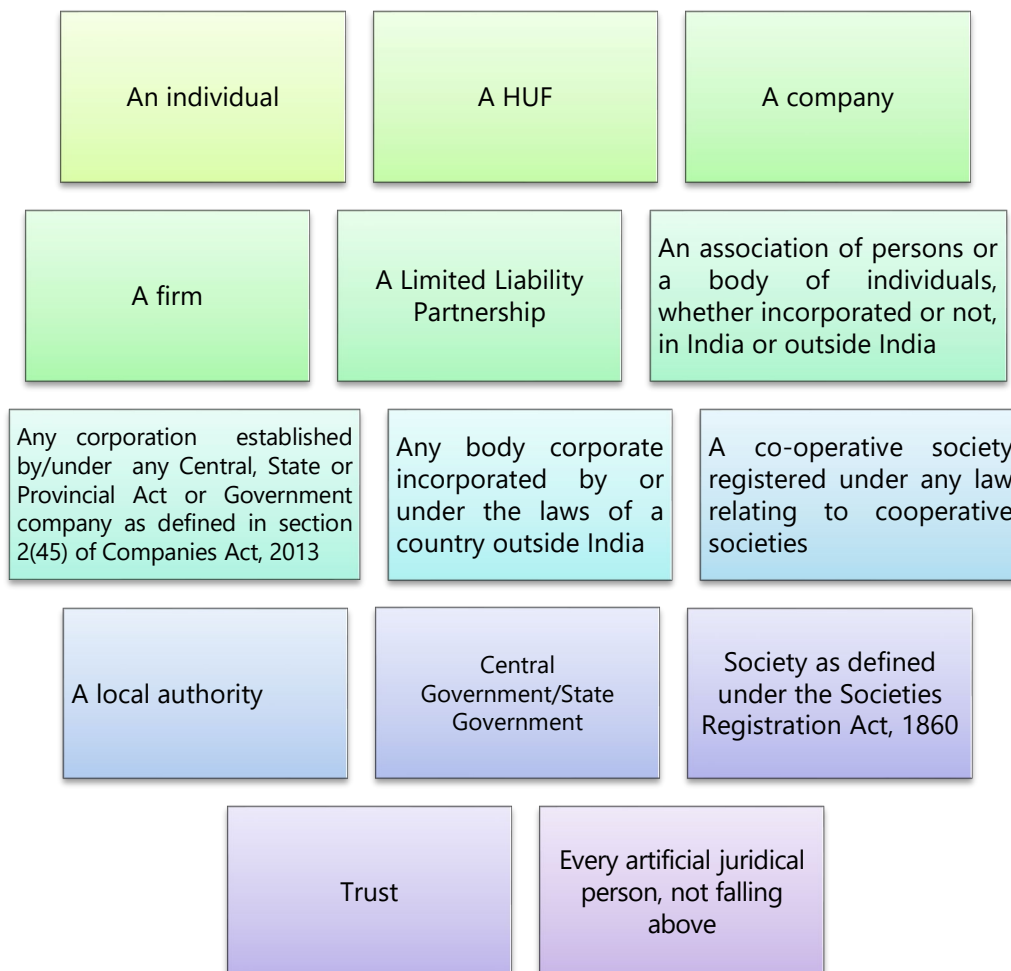 An individual
A HUF
A company
A firm
A Limited Liability
Partnership
An association of persons or
a body of individuals,
whether incorporated or not,
in India or outside India
Any corporation established
by/under any Central, State or
Provincial Act or Government
company as defined in section
2(45) of Companies Act, 2013
Any body corporate
incorporated by or
under the laws of a
country outside India
A co-operative society
registered under any law
relating to cooperative
societies
A local authority
Central
Government/State
Government
Society as defined
under the Societies
Registration Act, 1860
Trust
Every artificial juridical
person, not falling
above